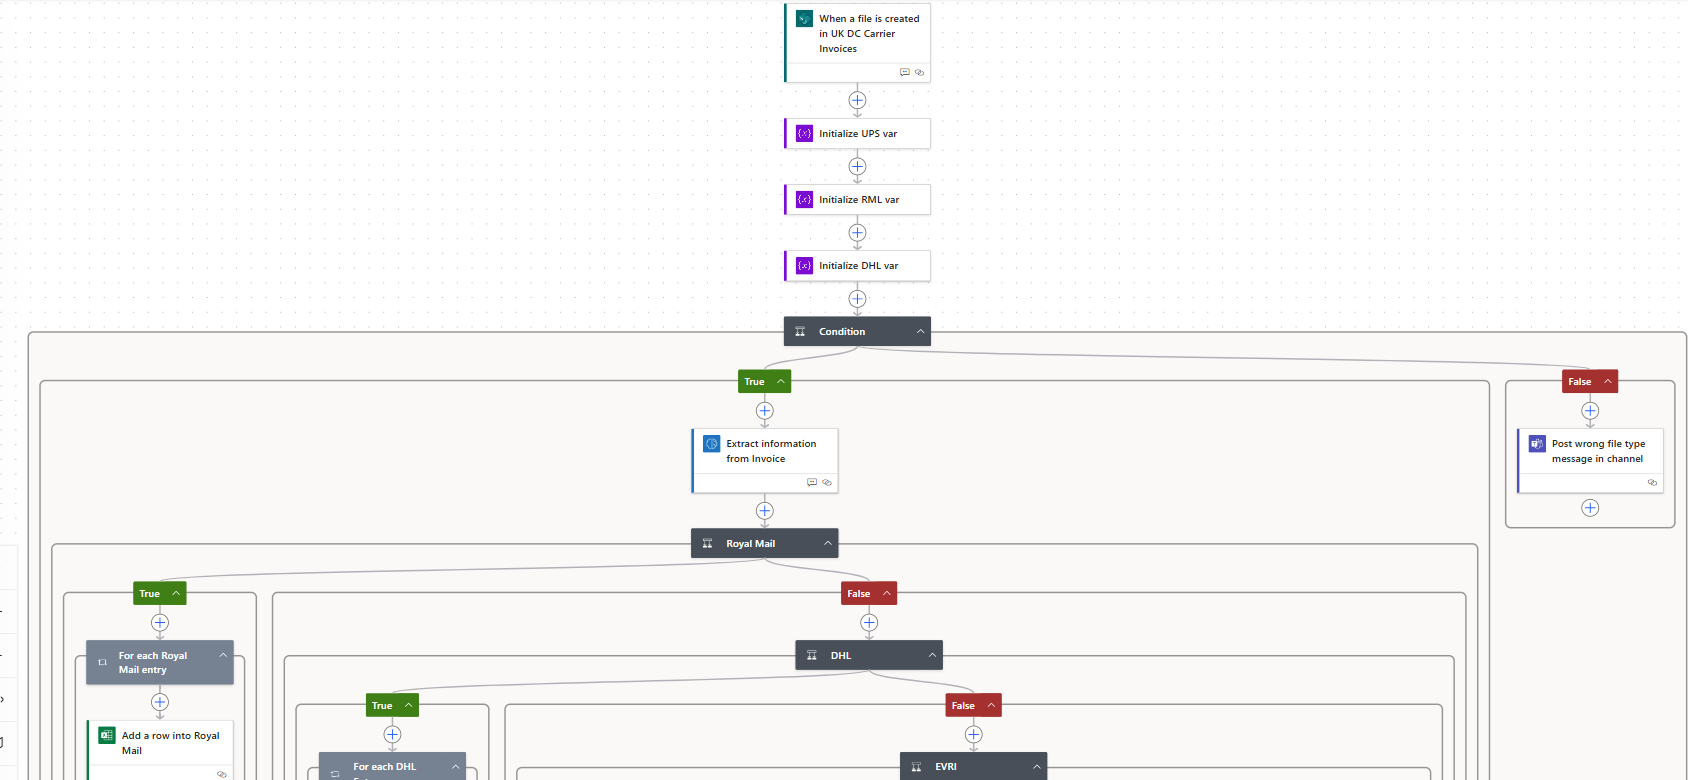 When a file is created
in UK DC Carrier
Invoices
Initialize UPS var
Initialize RML var
Initialize DHL var
Condition
True
False
Extract information
from Invoice
Post wrong file type
message in channel
Royal Mail
True
False
For each Royal
Mail entry
DHL
True
False
Add a row into Royal
Mail
For each DHL
EVRI